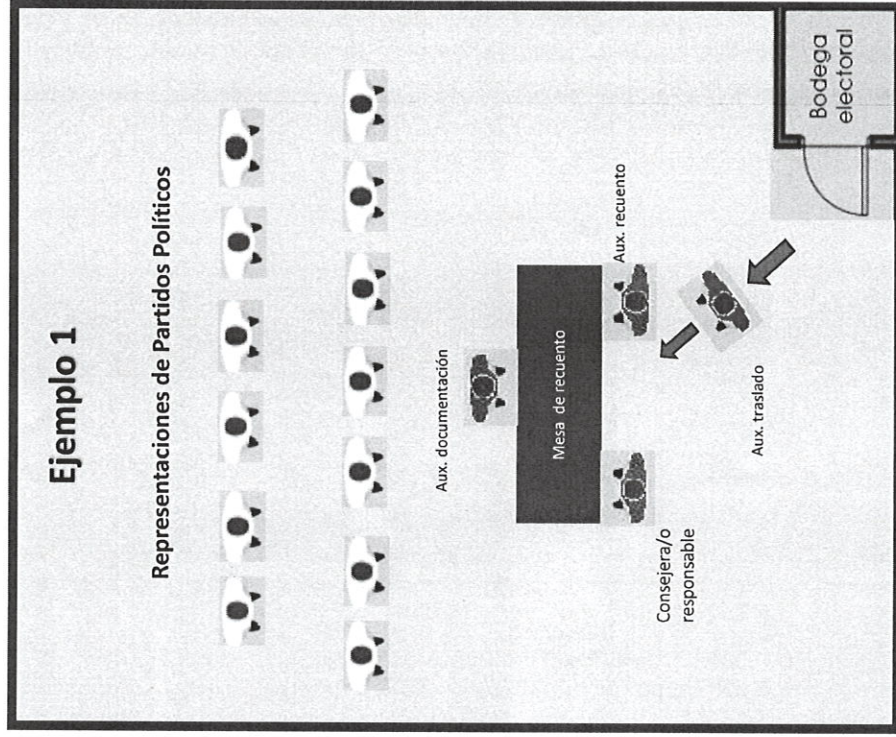 Ejemplo 1
Representaciones de Partidos Políticos
Aux. documentación
Mesa de recuento
Aux. recuento
Consejera/o
responsable
Aux. traslado
Bodega
electoral